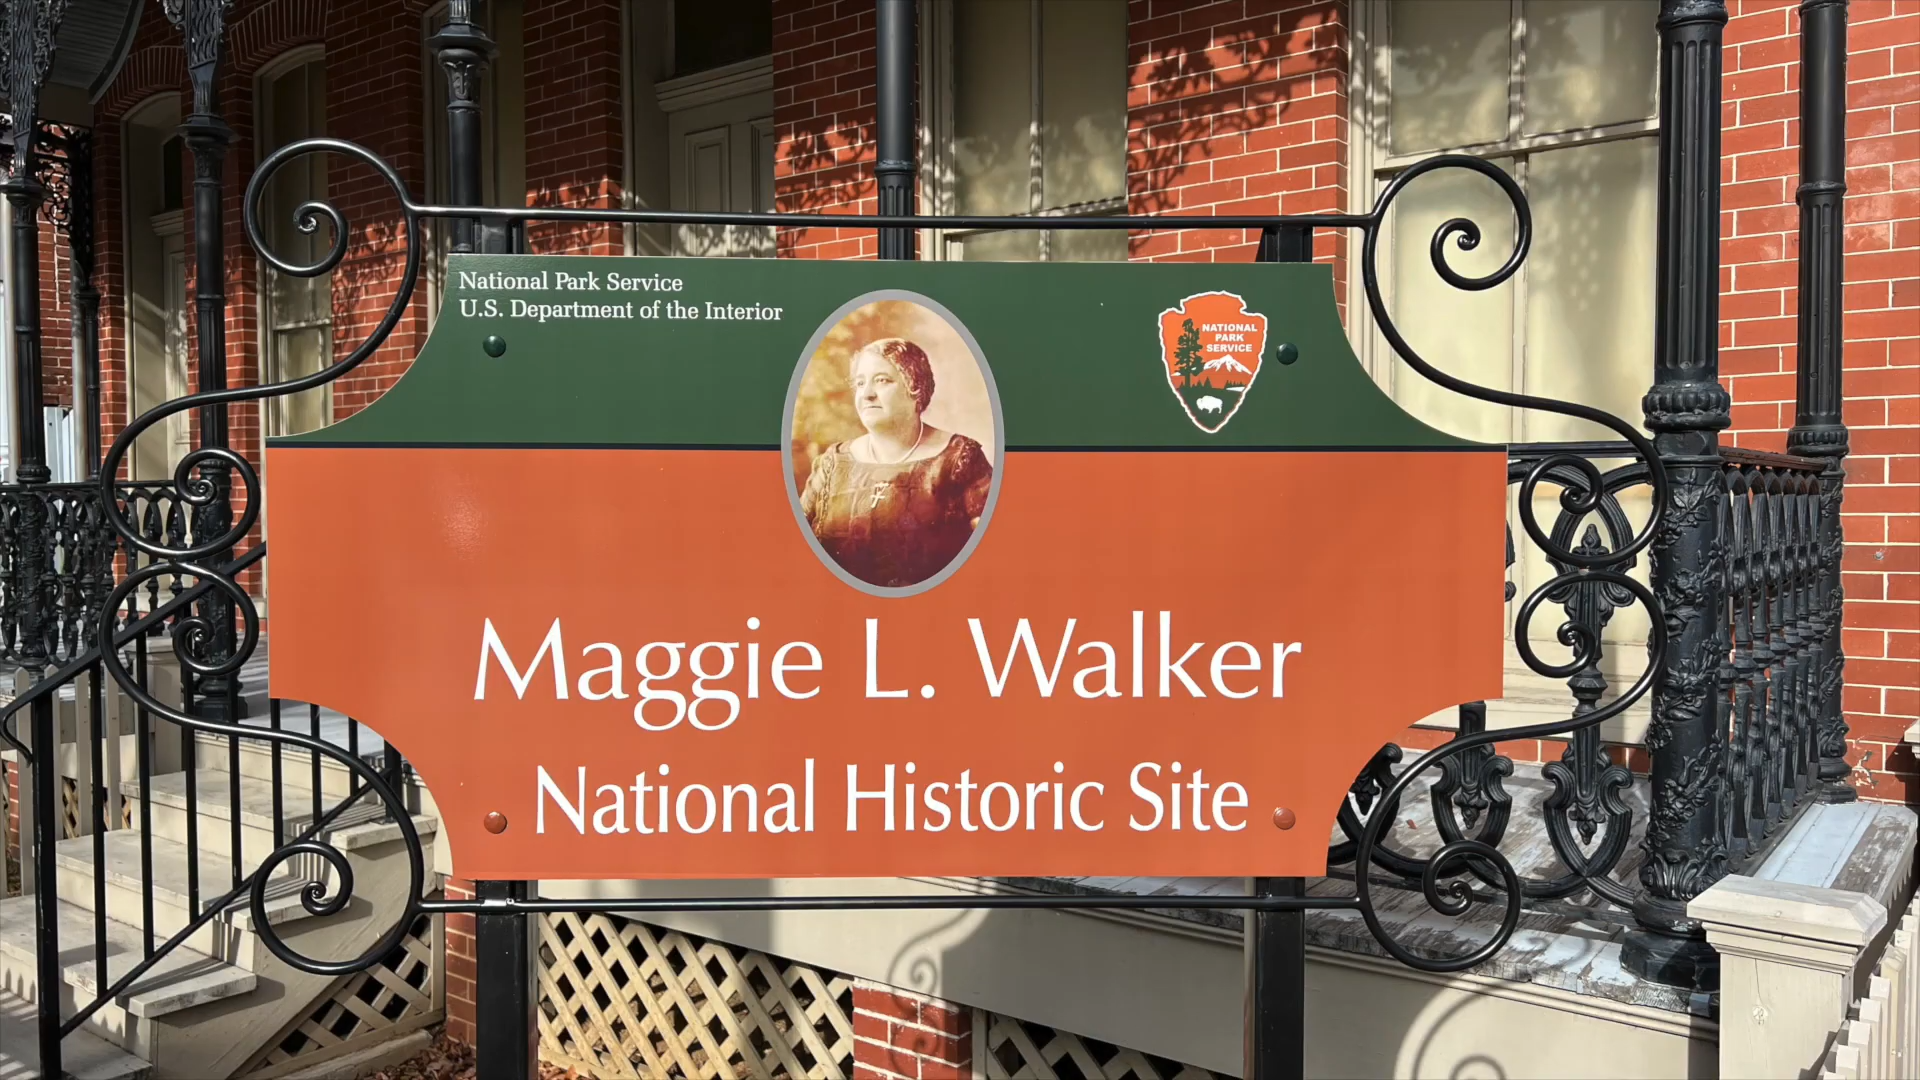 National Park Service
U.S. Department of the Interior
NATIONAL
PARK
SERVICE
Maggie L. Walker
National Historic Site